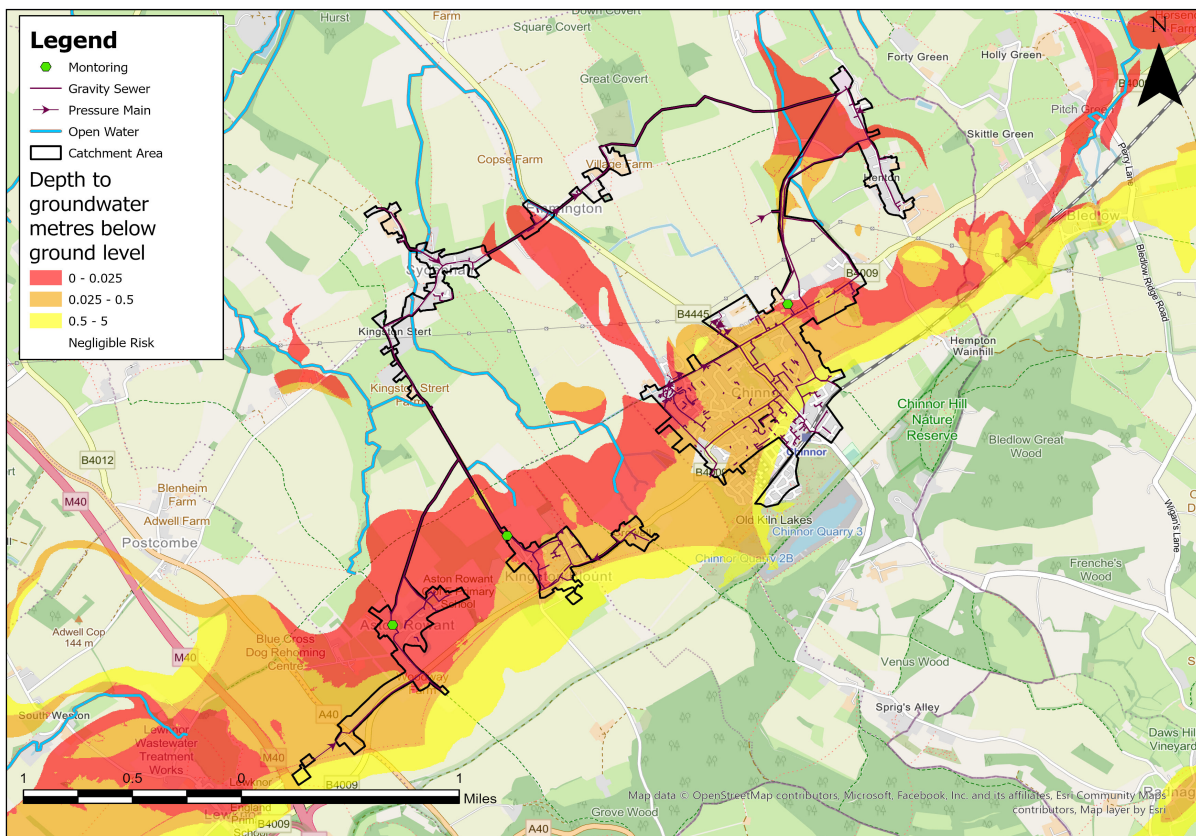 Legend
Montoring
Gravity Sewer
Pressure Main
Open Water
Catchment Area
Depth to
groundwater
metres below
ground level
0 - 0.025
0.025 - 0.5
0.5 - 5
Negligible Risk
N
Hurst
Farm
Square Covert
Down Covert
Great Covert
Forty Green
Holly Green
Farm
Pitch Green
Skittle Green
Perry Lane
Copse Farm
Village Farm
Henton
Emmington
Bledlow
Bledlow Ridge Road
B4009
B4445
Kingston Stert
Hempton
Wainhill
Kingston Strert
Farm
Chinnor
Chinnor Hill
Nature
Reserve
Bledlow Great
Wood
Chinnor
B4012
M40
Blenheim
Farm
Adwell Farm
Postcombe
Old Kiln Lakes
Chinnor Quarry 3
Chinnor Quarry 2B
Wigan's Lane
Frenche's
Wood
Kingston Blount
Aston Rowant
School
Aston Rowant
Adwell Cop
144 m
Blue Cross
Dog Rehoming
Centre
M40
Venus Wood
Sprig's Alley
South Weston
A40
Lewknor
Wastewater
Treatment
Works
M40
B4009
Daws Hill
Vineyard
1
0.5
0
1
Miles
Lewknor
England
School
B4009
Grove Wood
A40
Map data © OpenStreetMap contributors, Microsoft, Facebook, Inc. and its affiliates, Esri Community Maps
contributors, Map layer by Esri